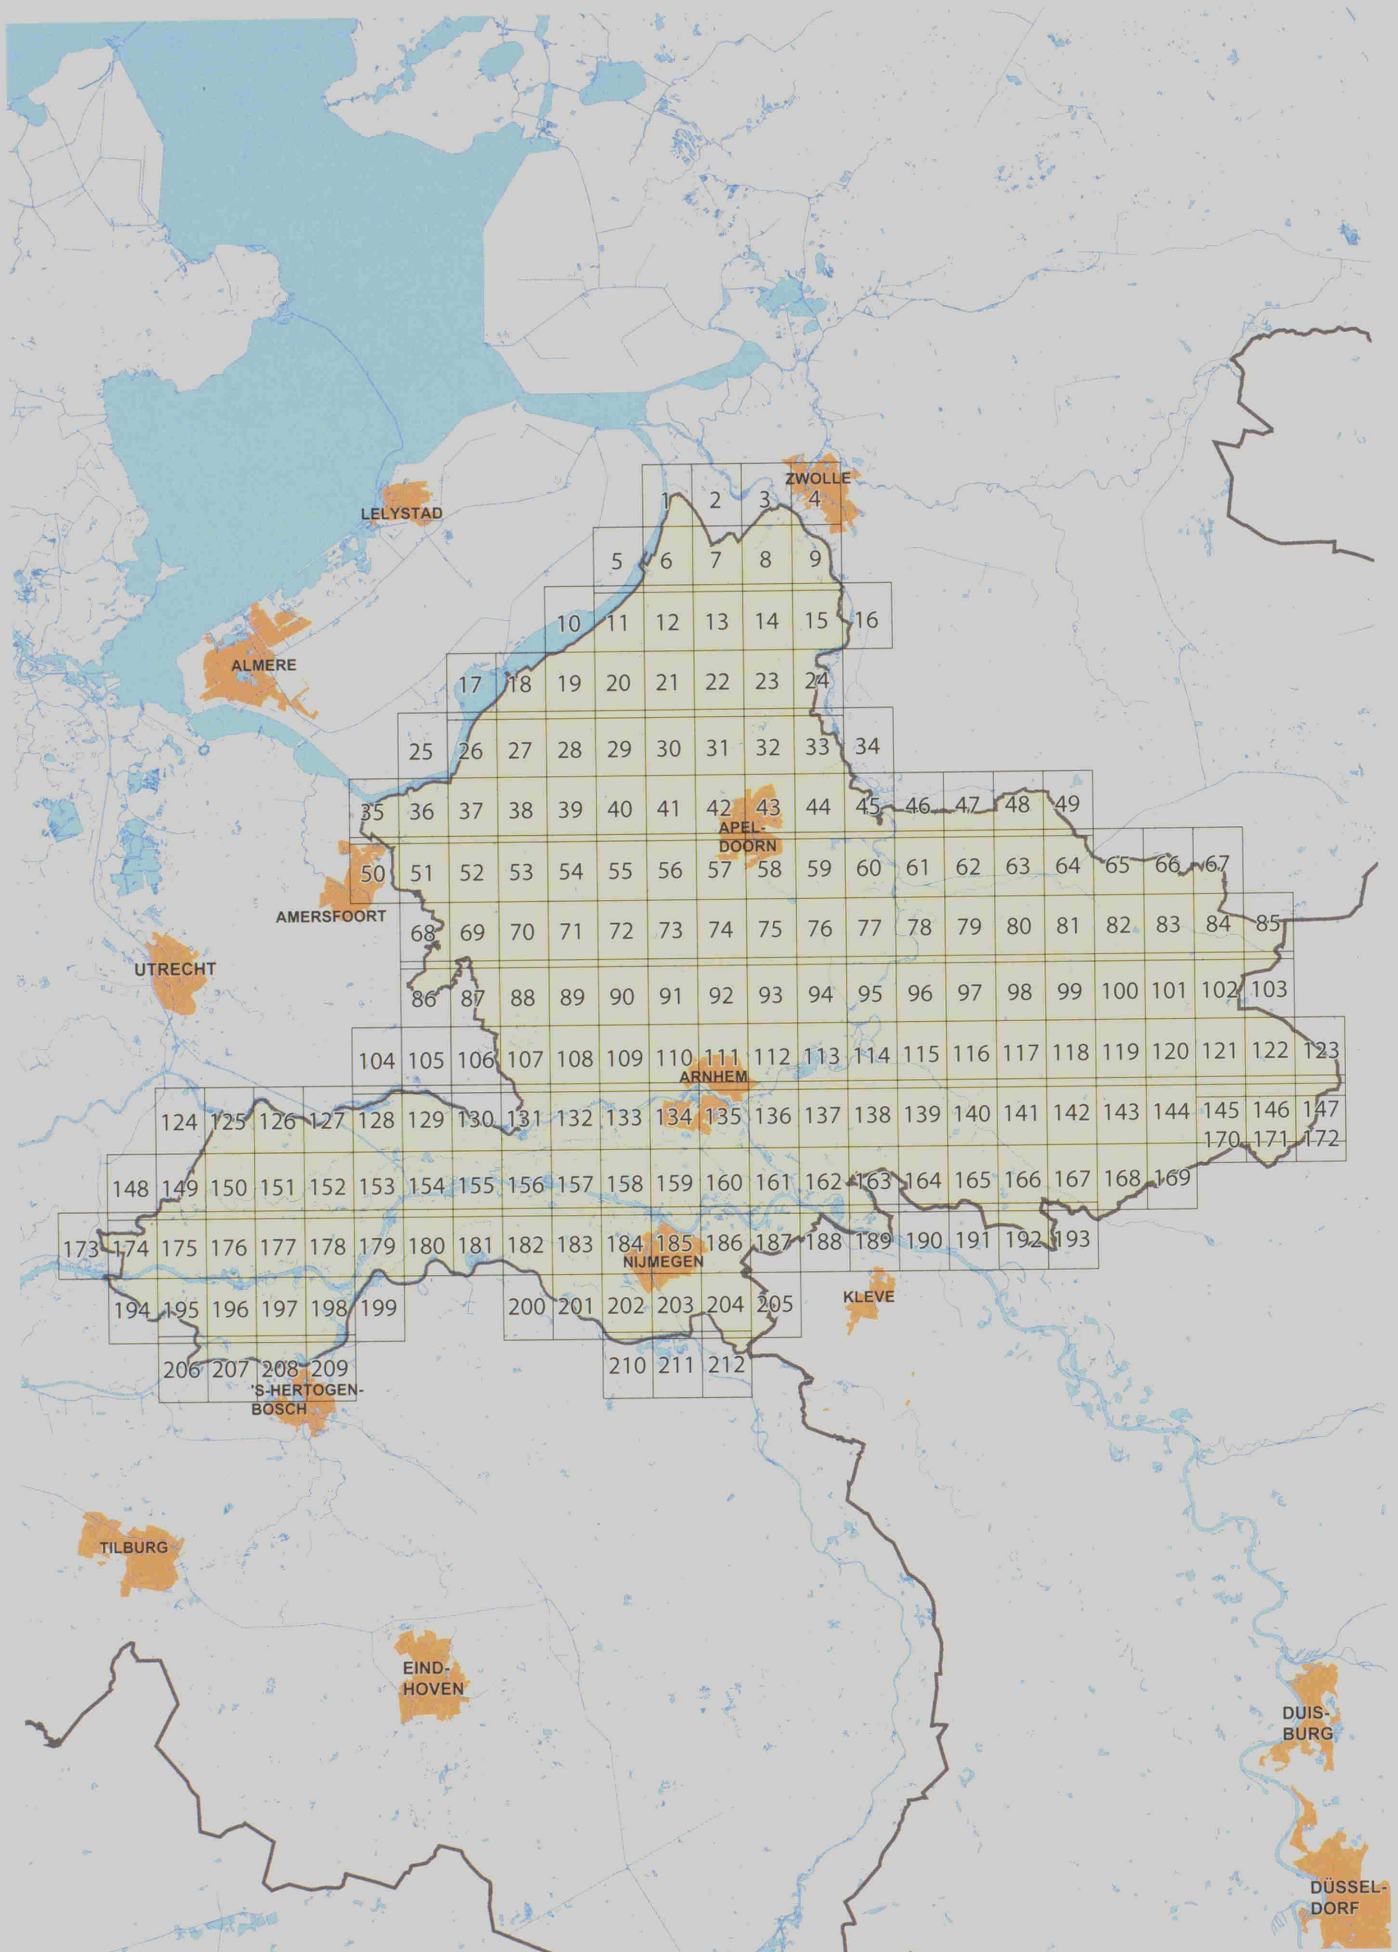 ZWOLLE
1 2 3 4
LELYSTAD
5 6 7 8 9
10 11 12 13 14 15 16
ALMERE
17 18 19 20 21 22 23 24
25 26 27 28 29 30 31 32 33 34
35 36 37 38 39 40 41 42 43 44 45 46 47 48 49
APEL-
DOORN
50 51 52 53 54 55 56 57 58 59 60 61 62 63 64 65 66 67
AMERSFOORT
68 69 70 71 72 73 74 75 76 77 78 79 80 81 82 83 84 85
UTRECHT
86 87 88 89 90 91 92 93 94 95 96 97 98 99 100 101 102 103
104 105 106 107 108 109 110 111 112 113 114 115 116 117 118 119 120 121 122 123
ARNHEM
124 125 126 127 128 129 130 131 132 133 134 135 136 137 138 139 140 141 142 143 144 145 146 147
170 171 172
148 149 150 151 152 153 154 155 156 157 158 159 160 161 162 163 164 165 166 167 168 169
173 174 175 176 177 178 179 180 181 182 183 184 185 186 187 188 189 190 191 192 193
NIJMEGEN
KLEVE
194 195 196 197 198 199 200 201 202 203 204 205
206 207 208 209 210 211 212
'S-HERTOGEN-
BOSCH
TILBURG
EIND-
HOVEN
DUIS-
BURG
DÜSSEL-
DORF